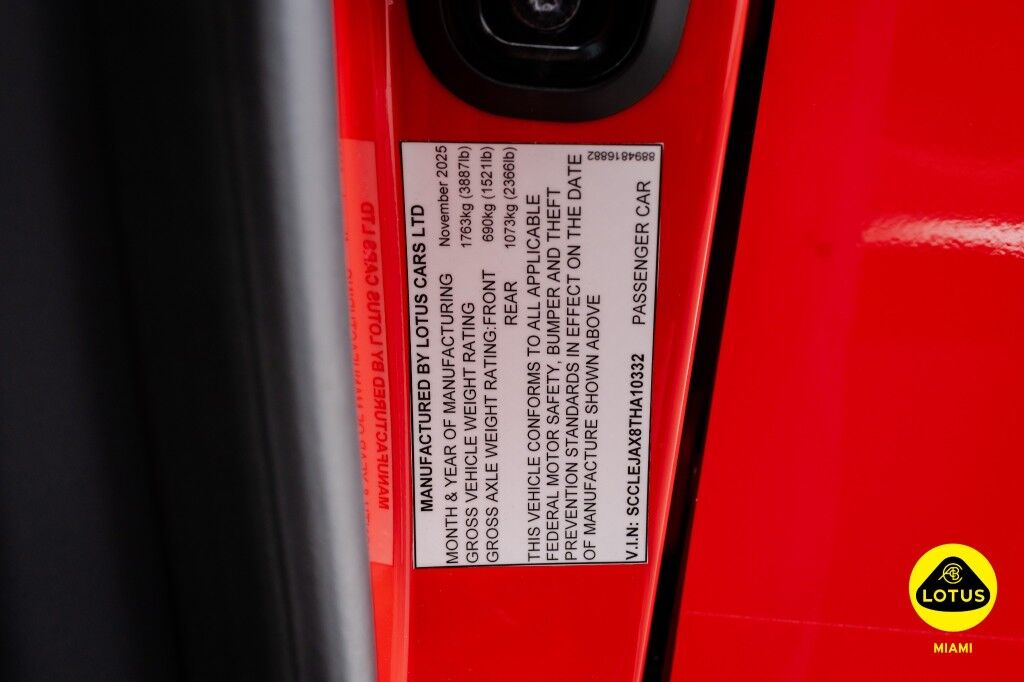 MANUFACTURED BY LOTUS CARS LTD
MONTH & YEAR OF MANUFACTURING November 2025
GROSS VEHICLE WEIGHT RATING 1763kg (3887lb)
GROSS AXLE WEIGHT RATING:FRONT 690kg (1521lb)
REAR 1073kg (2366lb)
THIS VEHICLE CONFORMS TO ALL APPLICABLE
FEDERAL MOTOR SAFETY, BUMPER AND THEFT
PREVENTION STANDARDS IN EFFECT ON THE DATE
OF MANUFACTURE SHOWN ABOVE
V.I.N: SCCLEJAX8THA10332 PASSENGER CAR
8894816882
MANUFACTURED BY LOTUS CARS LTD
LOTUS
MIAMI